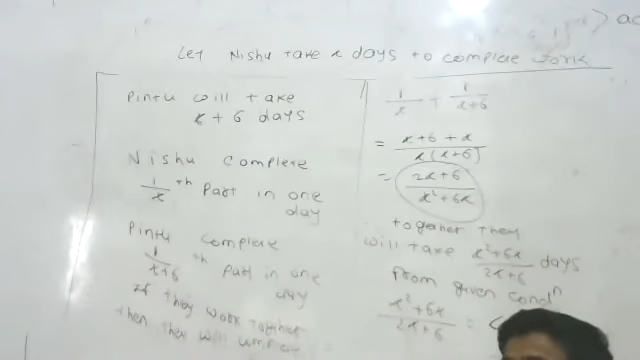 Let Nishu take x days to complete work
Pintu will take
x + 6 days
Nishu complete
1/x th Part in one
day
Pintu complete
1/x+6 th part in one
day
If they work together
then they will
1/x + 1/x+6
= x+6+x / x(x+6)
= 2x+6 / x²+6x
together they
will take x²+6x / 2x+6 days
From given condⁿ
x²+6x / 2x+6 =